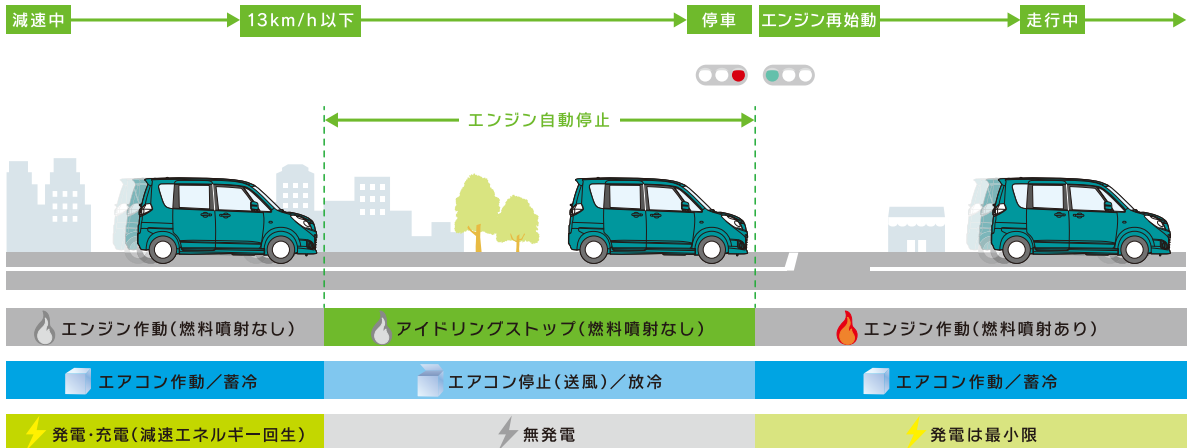 減速中
13km/h以下
停車
エンジン再始動
走行中
エンジン自動停止
エンジン作動(燃料噴射なし)
アイドリングストップ(燃料噴射なし)
エンジン作動(燃料噴射あり)
エアコン作動/蓄冷
エアコン停止(送風)/放冷
エアコン作動/蓄冷
発電・充電(減速エネルギー回生)
無発電
発電は最小限